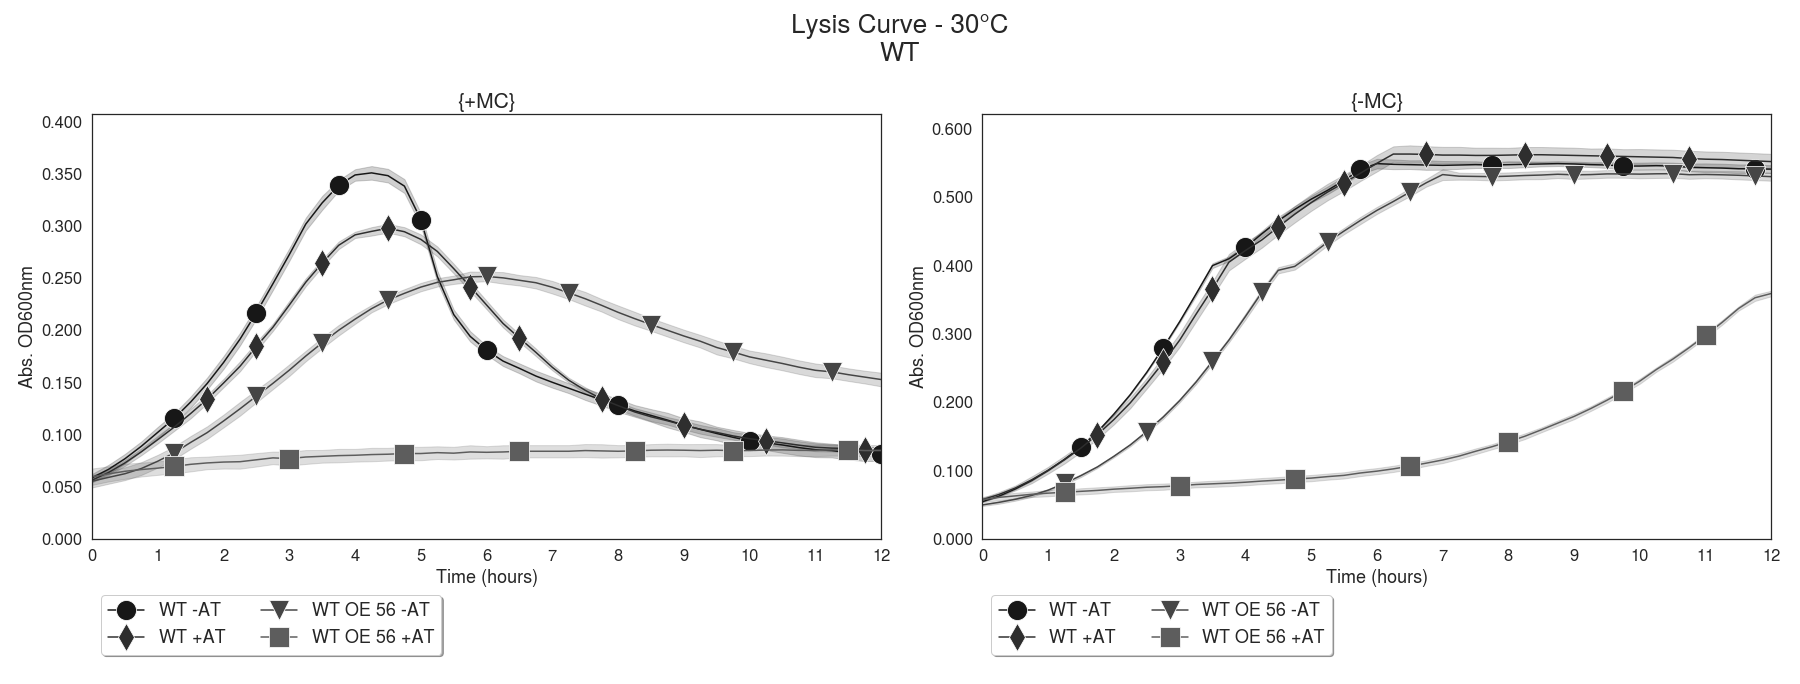 Lysis Curve - 30°C
WT
{+MC}
Abs. OD600nm
0.400
0.350
0.300
0.250
0.200
0.150
0.100
0.050
0.000
0 1 2 3 4 5 6 7 8 9 10 11 12
Time (hours)
WT -AT WT OE 56 -AT
WT +AT WT OE 56 +AT
{-MC}
Abs. OD600nm
0.600
0.500
0.400
0.300
0.200
0.100
0.000
0 1 2 3 4 5 6 7 8 9 10 11 12
Time (hours)
WT -AT WT OE 56 -AT
WT +AT WT OE 56 +AT